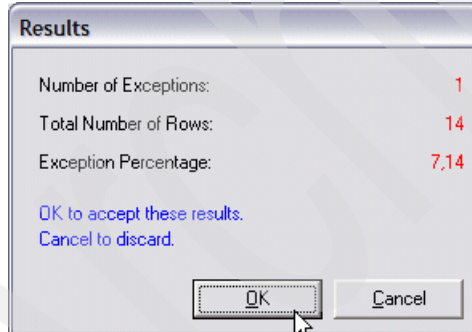 Results
Number of Exceptions: 1
Total Number of Rows: 14
Exception Percentage: 7,14
OK to accept these results.
Cancel to discard.
OK Cancel